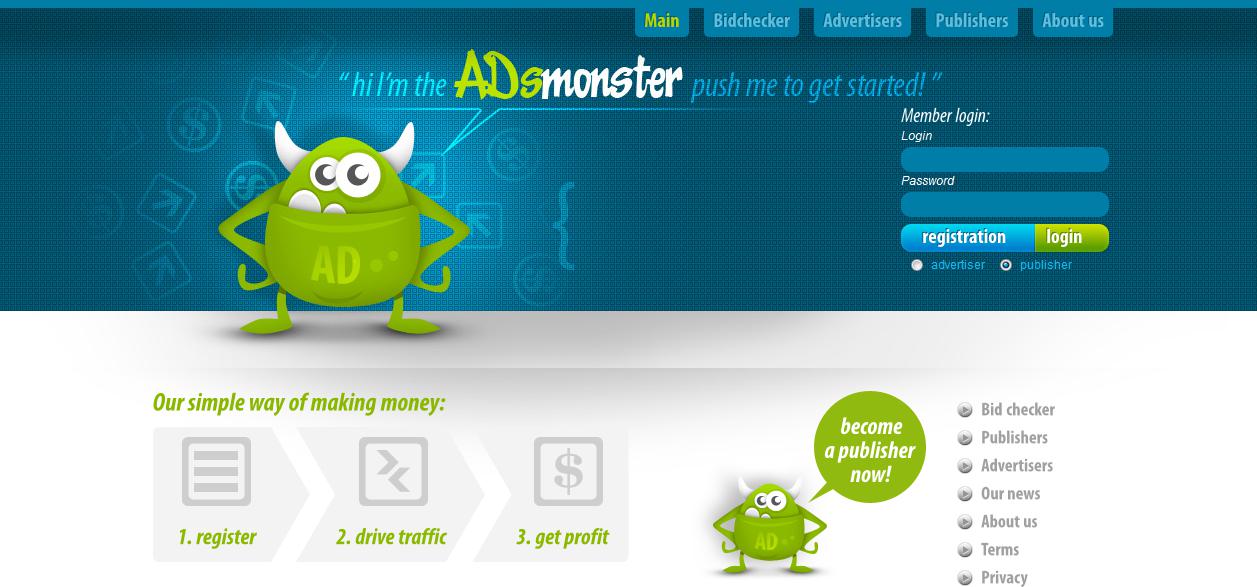 Main Bidchecker Advertisers Publishers About us
“ hi I'm the ADsmonster push me to get started! ”
Member login:
Login
Password
registration login
advertiser publisher
AD
Our simple way of making money:
1. register 2. drive traffic 3. get profit
become
a publisher
now!
AD
Bid checker
Publishers
Advertisers
Our news
About us
Terms
Privacy